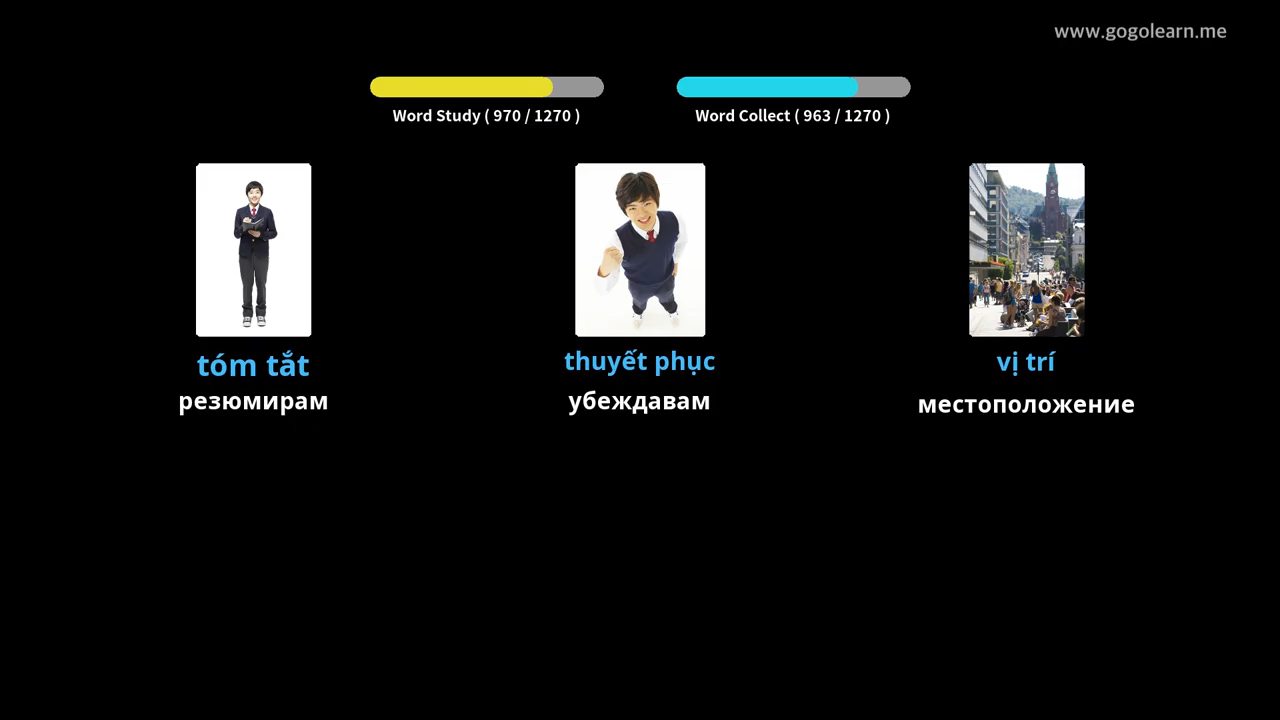 www.gogolearn.me
Word Study ( 970 / 1270 )
Word Collect ( 963 / 1270 )
tóm tắt
резюмирам
thuyết phục
убеждавам
vị trí
местоположение